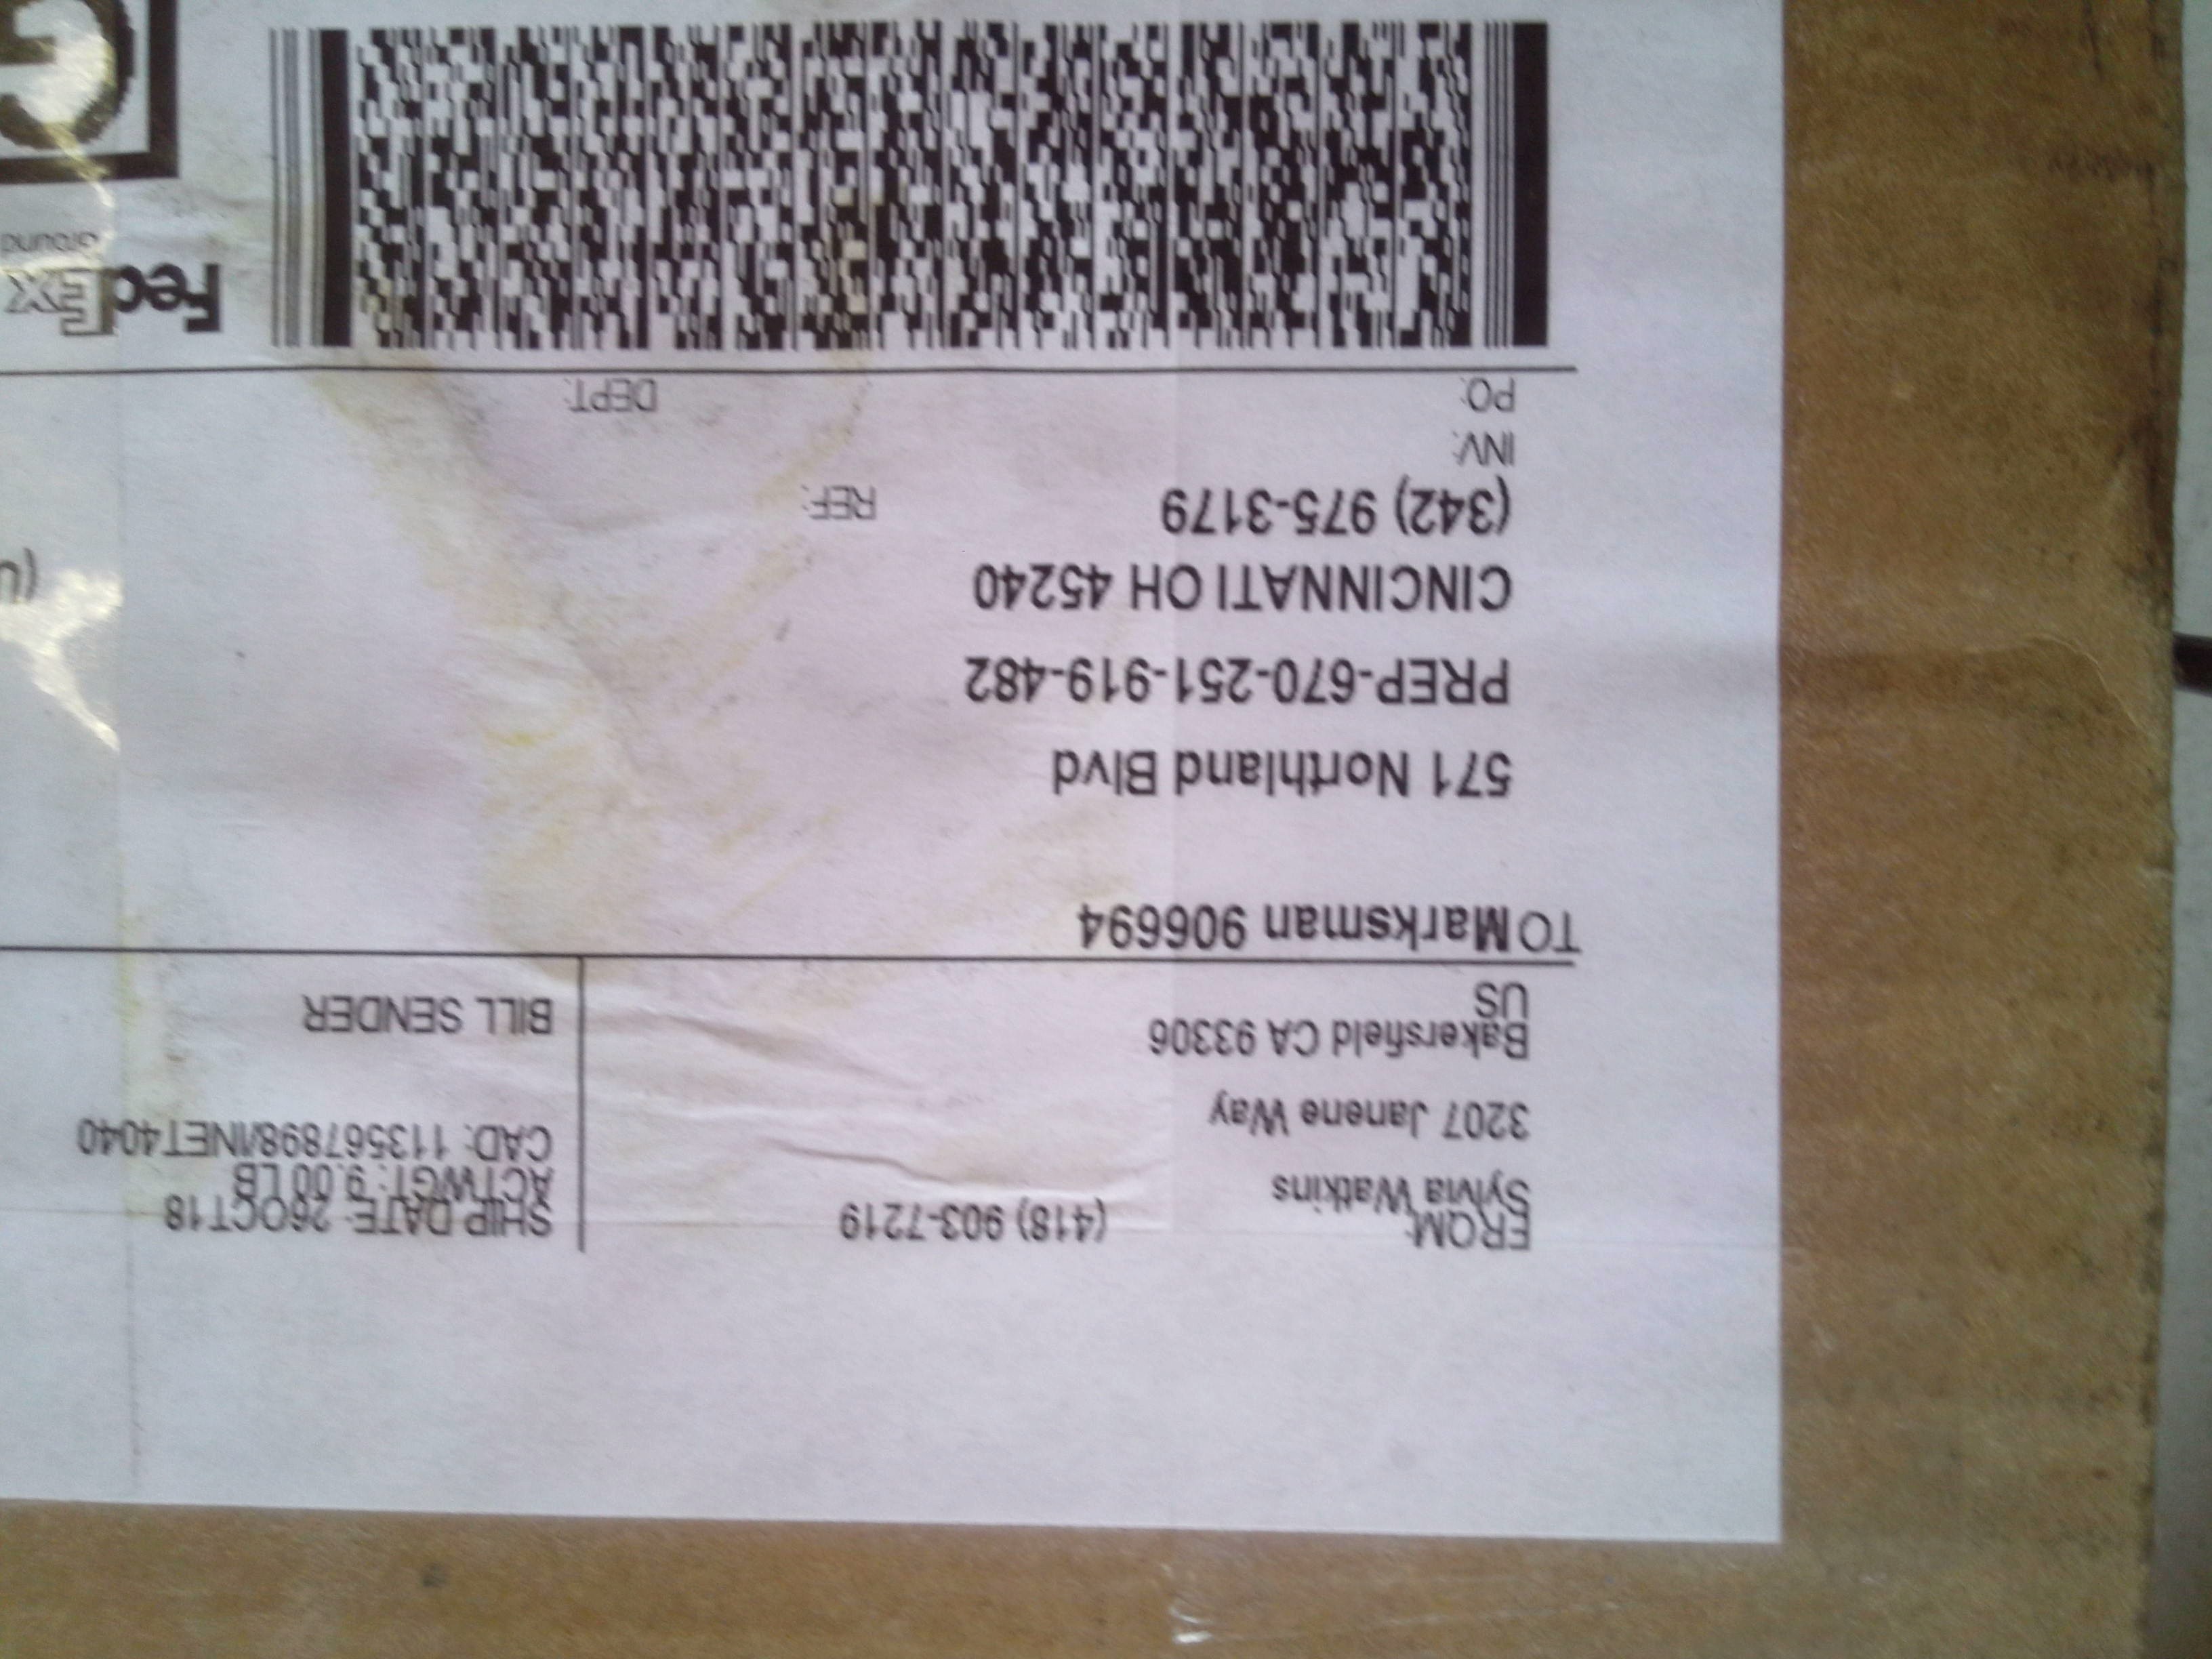 FROM:
Sylvia Watkins (418) 903-7219
3207 Janene Way
Bakersfield CA 93306
US
SHIP DATE: 26OCT18
ACTWGT: 9.00 LB
CAD: 113567898/INET4040
BILL SENDER
TO Marksman 906694
571 Northland Blvd
PREP-670-251-919-482
CINCINNATI OH 45240
(342) 975-3179 REF:
INV:
PO: DEPT:
FedEx
Ground
G